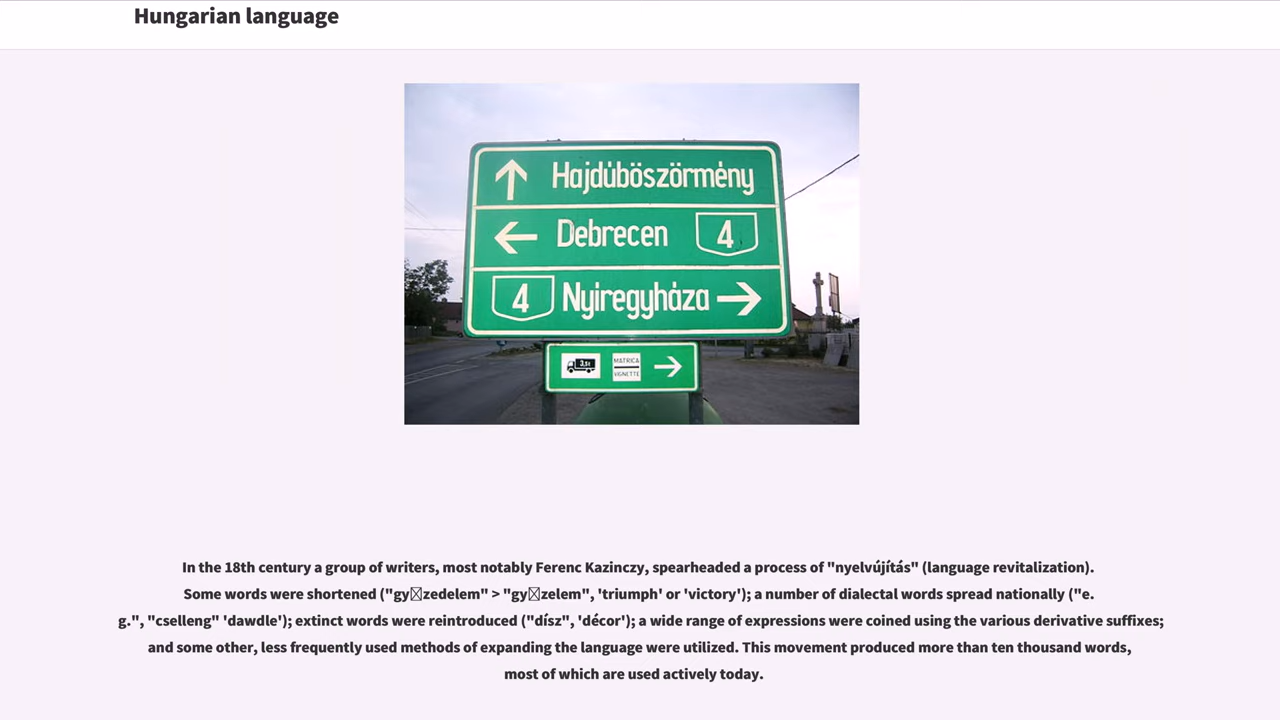 Hungarian language
Hajdúböszörmény
Debrecen 4
4 Nyíregyháza
3,5t MATRICA
VIGNETTE
In the 18th century a group of writers, most notably Ferenc Kazinczy, spearheaded a process of "nyelvújítás" (language revitalization).
Some words were shortened ("gy□zedelem" > "gy□zelem", 'triumph' or 'victory'); a number of dialectal words spread nationally ("e.
g.", "cselleng" 'dawdle'); extinct words were reintroduced ("dísz", 'décor'); a wide range of expressions were coined using the various derivative suffixes;
and some other, less frequently used methods of expanding the language were utilized. This movement produced more than ten thousand words,
most of which are used actively today.